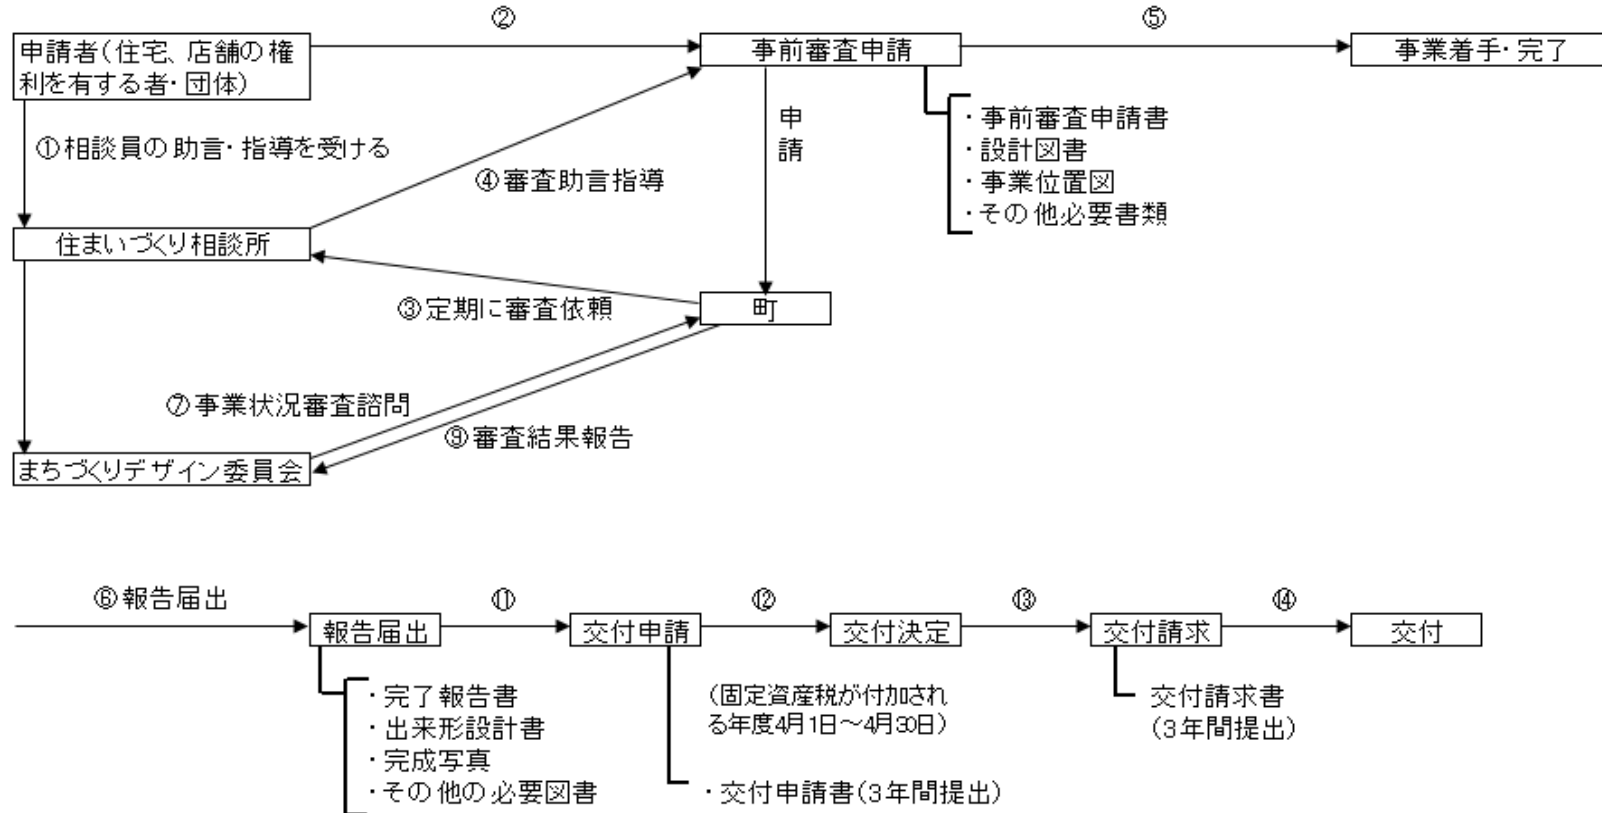 ②
⑤
申請者(住宅、店舗の権
利を有する者・団体)
事前審査申請
事業着手・完了
①相談員の助言・指導を受ける
申
請
・事前審査申請書
・設計図書
・事業位置図
・その他必要書類
④審査助言指導
住まいづくり相談所
③定期に審査依頼
町
⑦事業状況審査諮問
⑨審査結果報告
まちづくりデザイン委員会
⑥報告届出
⑪
⑫
⑬
⑭
報告届出
交付申請
交付決定
交付請求
交付
・完了報告書
・出来形設計書
・完成写真
・その他の必要図書
(固定資産税が付加され
る年度4月1日~4月30日)
・交付申請書(3年間提出)
交付請求書
(3年間提出)